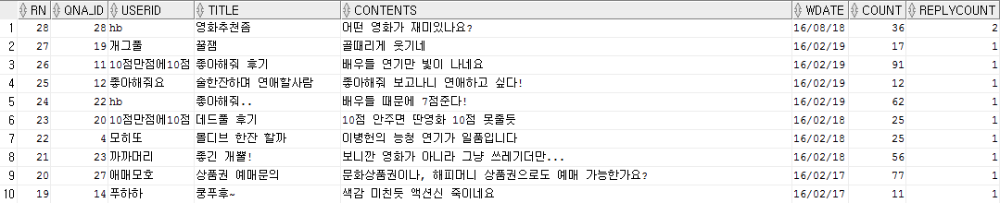 RN QNA_ID USERID TITLE CONTENTS WDATE COUNT REPLYCOUNT
1 28 28 hb 영화추천좀 어떤 영화가 재미있나요? 16/08/18 36 2
2 27 19 개그풀 꿀잼 골때리게 웃기네 16/02/19 17 1
3 26 11 10점만점에10점 좋아해줘 후기 배우들 연기만 빛이 나네요 16/02/19 91 1
4 25 12 좋아해줘요 술한잔하며 연애할사람 좋아해줘 보고나니 연애하고 싶다! 16/02/19 12 1
5 24 22 hb 좋아해줘.. 배우들 때문에 7점준다! 16/02/19 62 1
6 23 20 10점만점에10점 데드풀 후기 10점 안주면 딴영화 10점 못줄듯 16/02/18 25 1
7 22 4 모히또 몰디브 한잔 할까 이병헌의 능청 연기가 일품입니다 16/02/18 25 1
8 21 23 까까머리 좋긴 개뿔! 보니깐 영화가 아니라 그냥 쓰레기더만... 16/02/18 56 1
9 20 27 애매모호 상품권 예매문의 문화상품권이나, 해피머니 상품권으로도 예매 가능한가요? 16/02/17 77 1
10 19 14 푸하하 쿵푸후~ 색감 미친듯 액션신 죽이네요 16/02/17 11 1